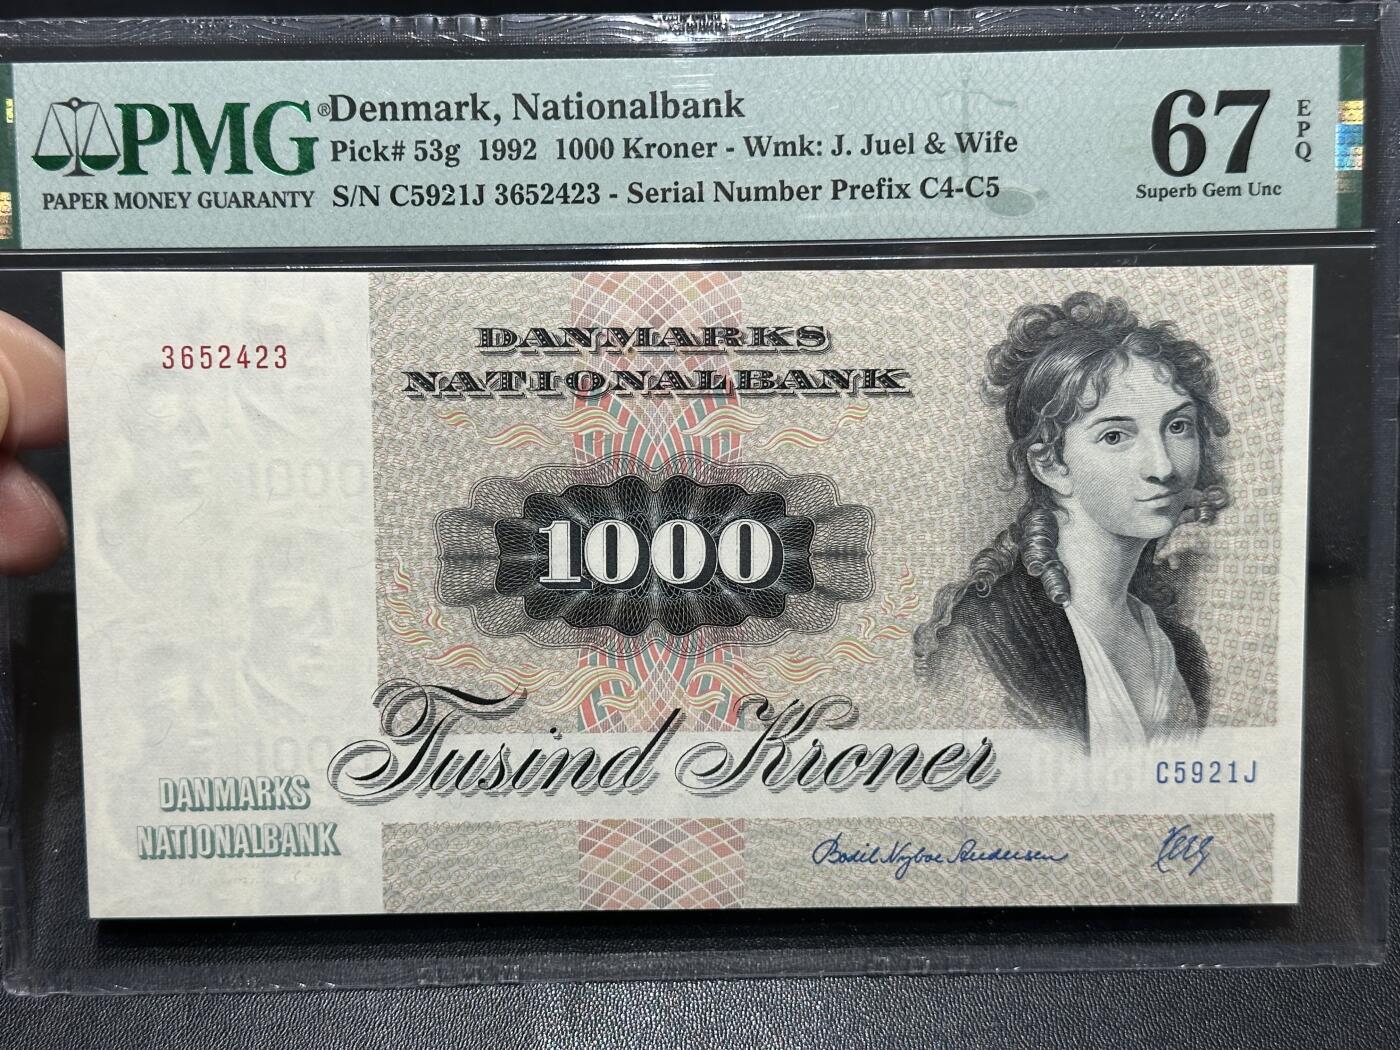 PMG®
PAPER MONEY GUARANTY
Denmark, Nationalbank
Pick# 53g 1992 1000 Kroner - Wmk: J. Juel & Wife
S/N C5921J 3652423 - Serial Number Prefix C4-C5
67
EPQ
Superb Gem Unc
3652423
DANMARKS
NATIONALBANK
1000
Tusind Kroner
C5921J
DANMARKS
NATIONALBANK
Bodil Nyboe Andersen